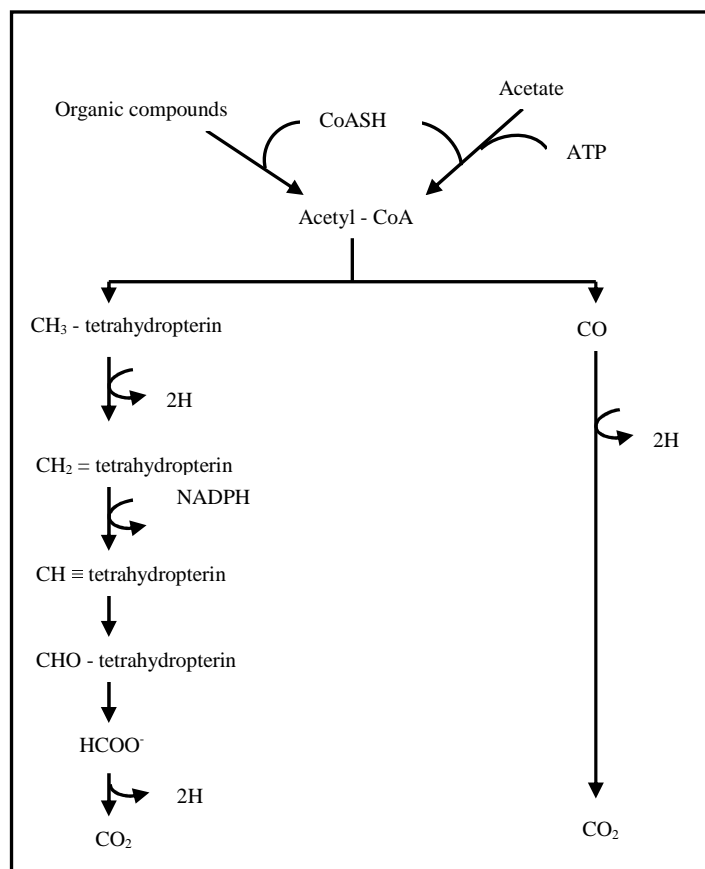 Acetate
Organic compounds
CoASH
ATP
Acetyl - CoA
CH₃ - tetrahydropterin
CO
2H
2H
CH₂ = tetrahydropterin
NADPH
CH ≡ tetrahydropterin
CHO - tetrahydropterin
HCOO⁻
2H
CO₂
CO₂